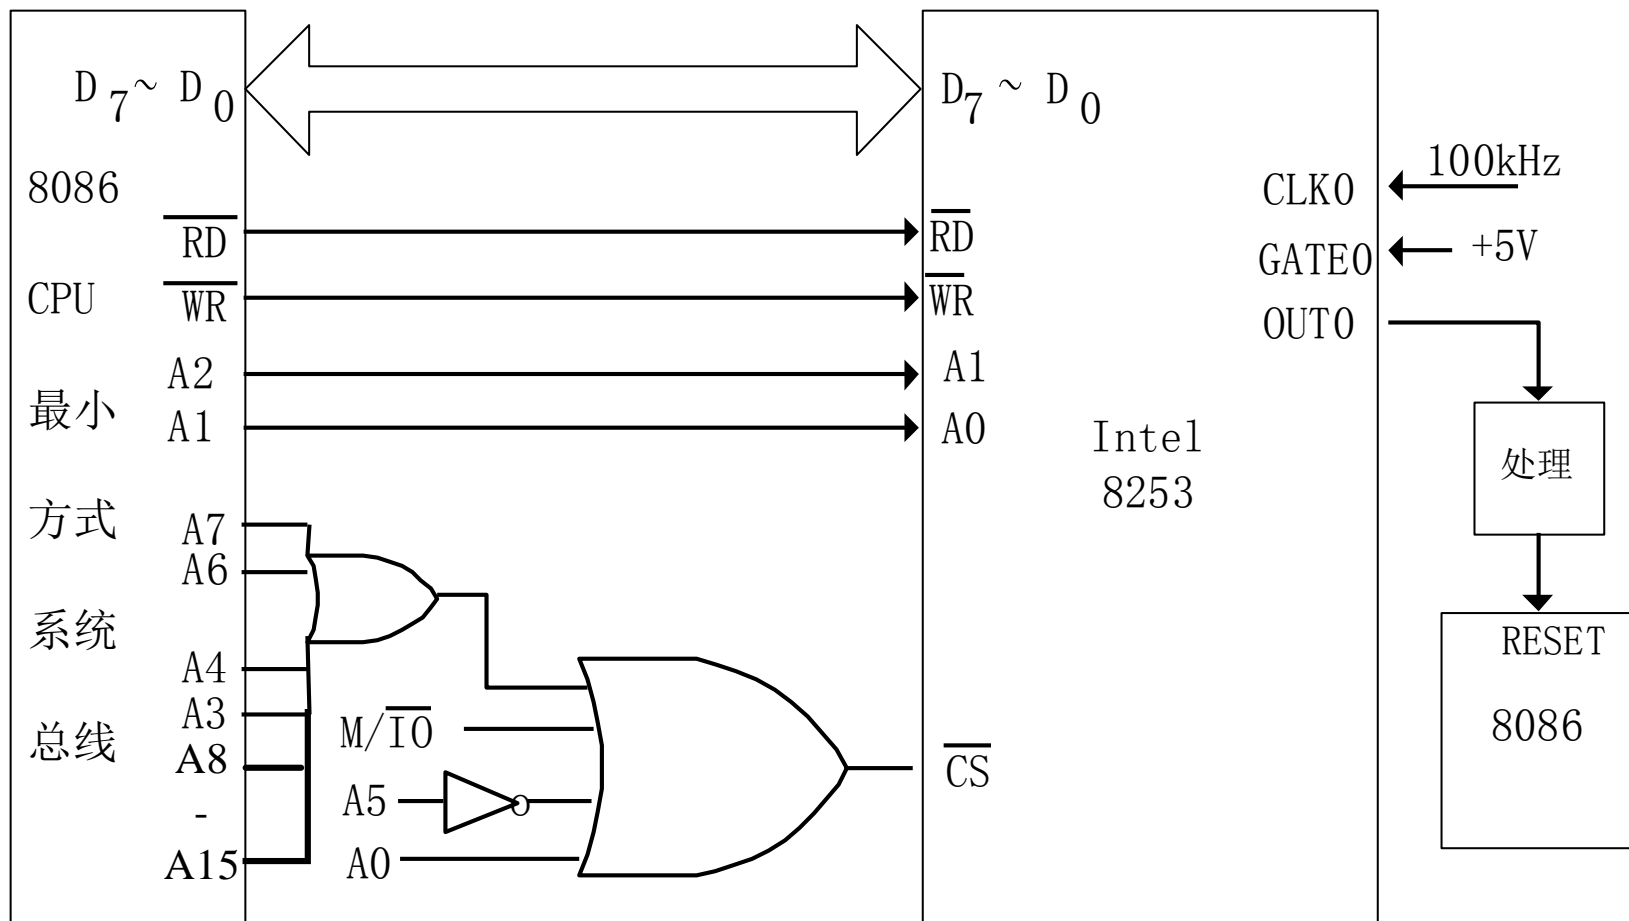 D7~ D0
8086
RD
CPU
WR
A2
最小
A1
方式
A7
A6
系统
A4
A3
总线
A8
-
A15
M/IO
A5
A0
D7 ~ D0
RD
WR
A1
A0
CS
Intel
8253
CLK0
GATE0
OUT0
100kHz
+5V
处理
RESET
8086